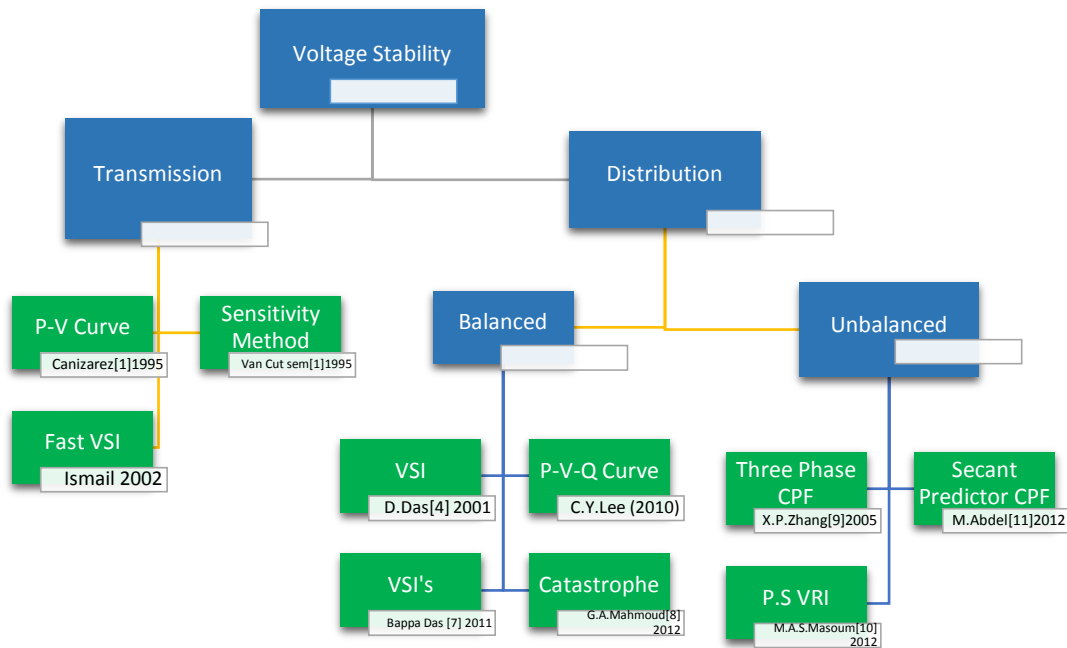 Voltage Stability
Transmission
Distribution
P-V Curve
Canizarez[1]1995
Sensitivity
Method
Van Cut sem[1]1995
Fast VSI
Ismail 2002
Balanced
Unbalanced
VSI
D.Das[4] 2001
P-V-Q Curve
C.Y.Lee (2010)
VSI's
Bappa Das [7] 2011
Catastrophe
G.A.Mahmoud[8]
2012
Three Phase
CPF
X.P.Zhang[9]2005
Secant
Predictor CPF
M.Abdel[11]2012
P.S VRI
M.A.S.Masoum[10]
2012